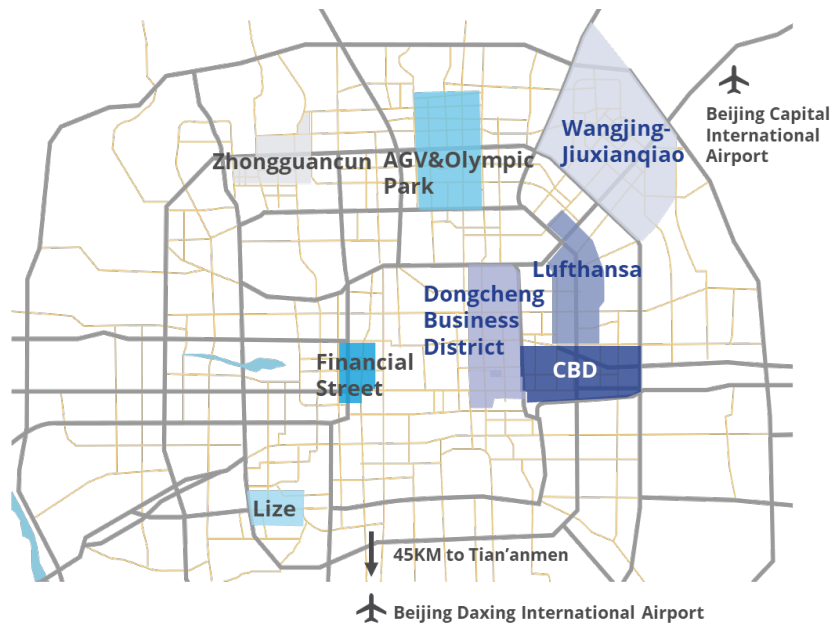 Beijing Capital
International
Airport
Wangjing-
Jiuxianqiao
Zhongguancun
AGV&Olympic
Park
Lufthansa
Dongcheng
Business
District
Financial
Street
CBD
Lize
45KM to Tian’anmen
Beijing Daxing International Airport